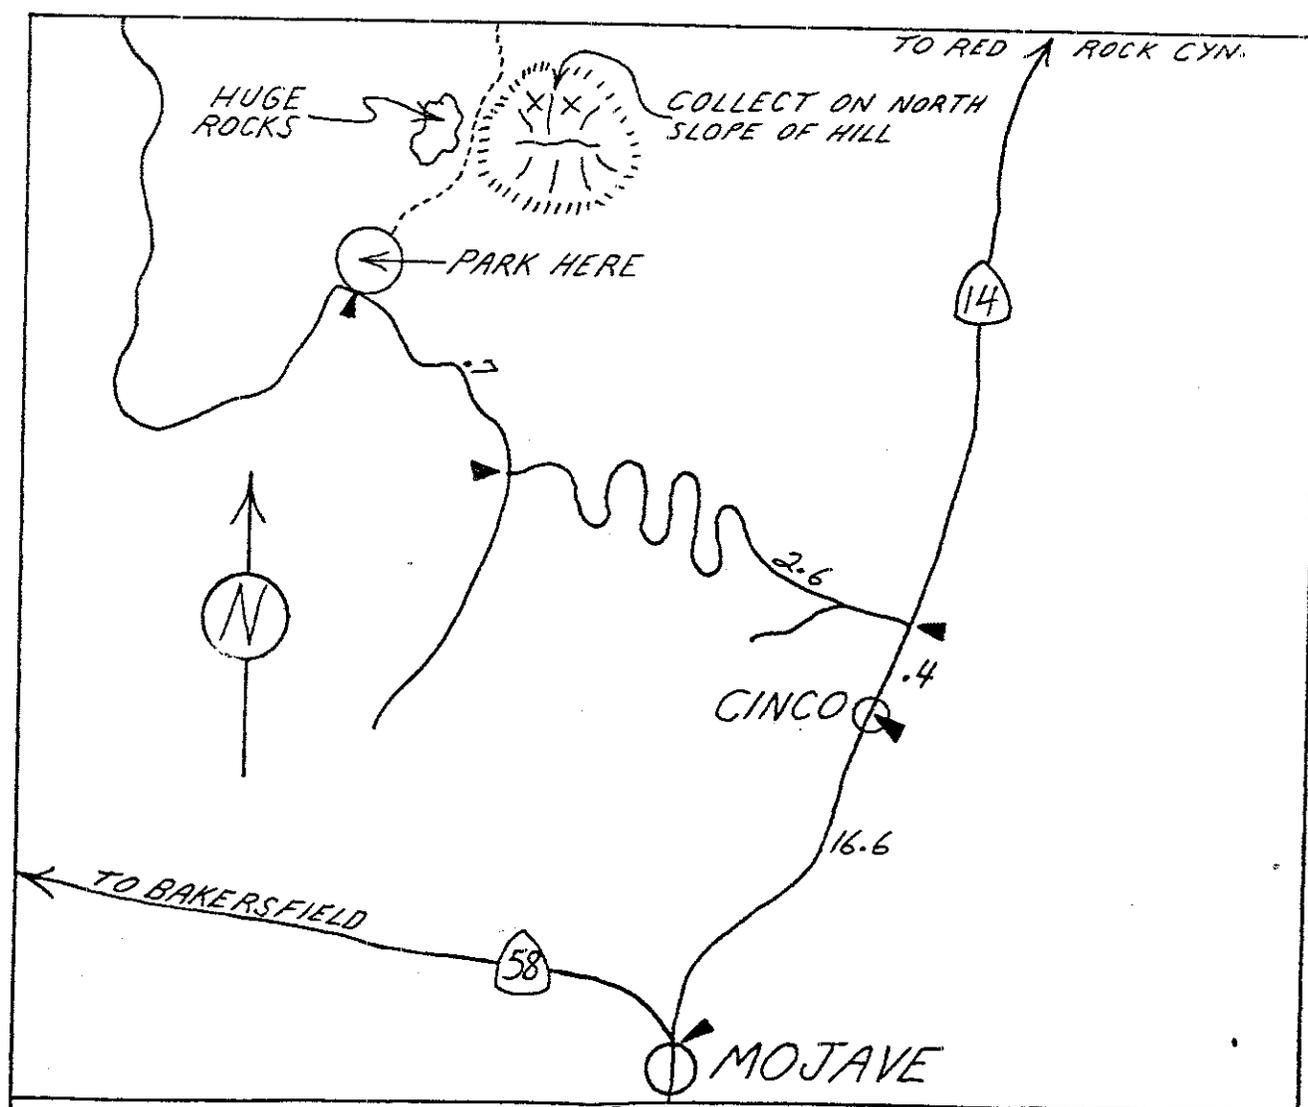 TO RED ROCK CYN.
HUGE
ROCKS
COLLECT ON NORTH
SLOPE OF HILL
PARK HERE
14
.3
2.6
N
.4
CINCO
16.6
TO BAKERSFIELD
58
MOJAVE